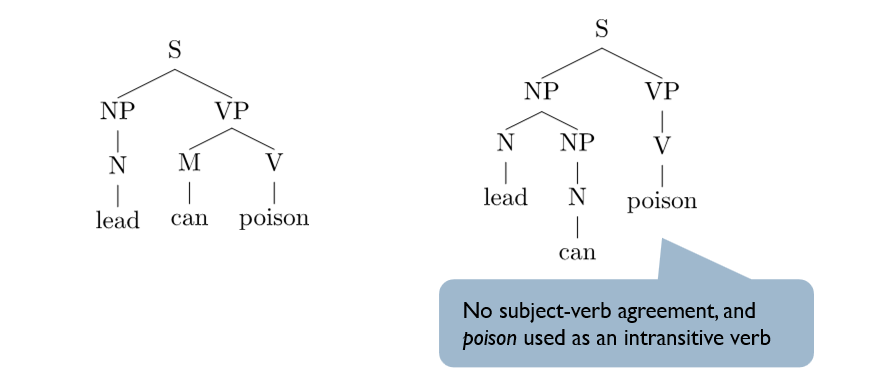 S
NP VP
N M V
lead can poison
S
NP VP
N NP V
lead N poison
can
No subject-verb agreement, and
poison used as an intransitive verb